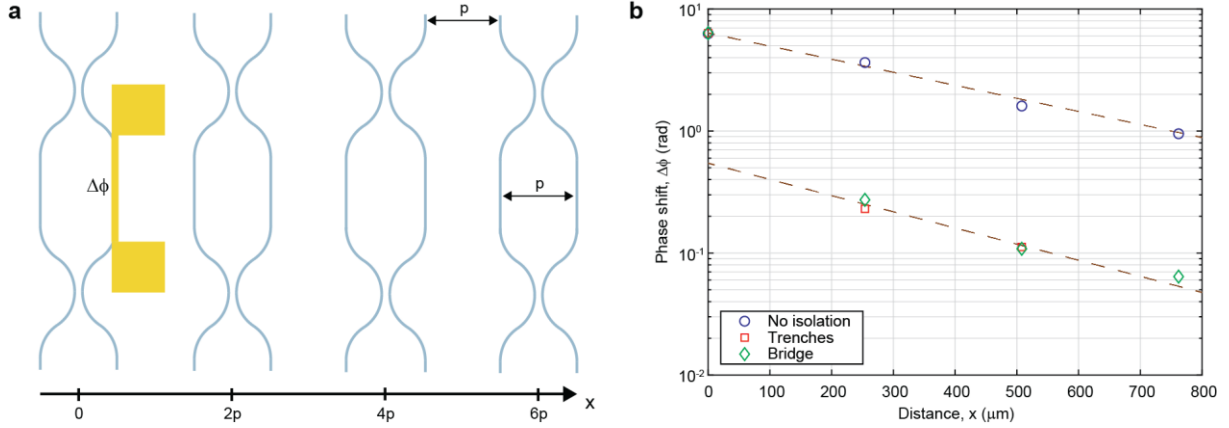 a
p
p
Δϕ
0
2p
4p
6p
x
b
10¹
10⁰
10⁻¹
10⁻²
Phase shift, Δϕ (rad)
No isolation
Trenches
Bridge
0
100
200
300
400
500
600
700
800
Distance, x (μm)